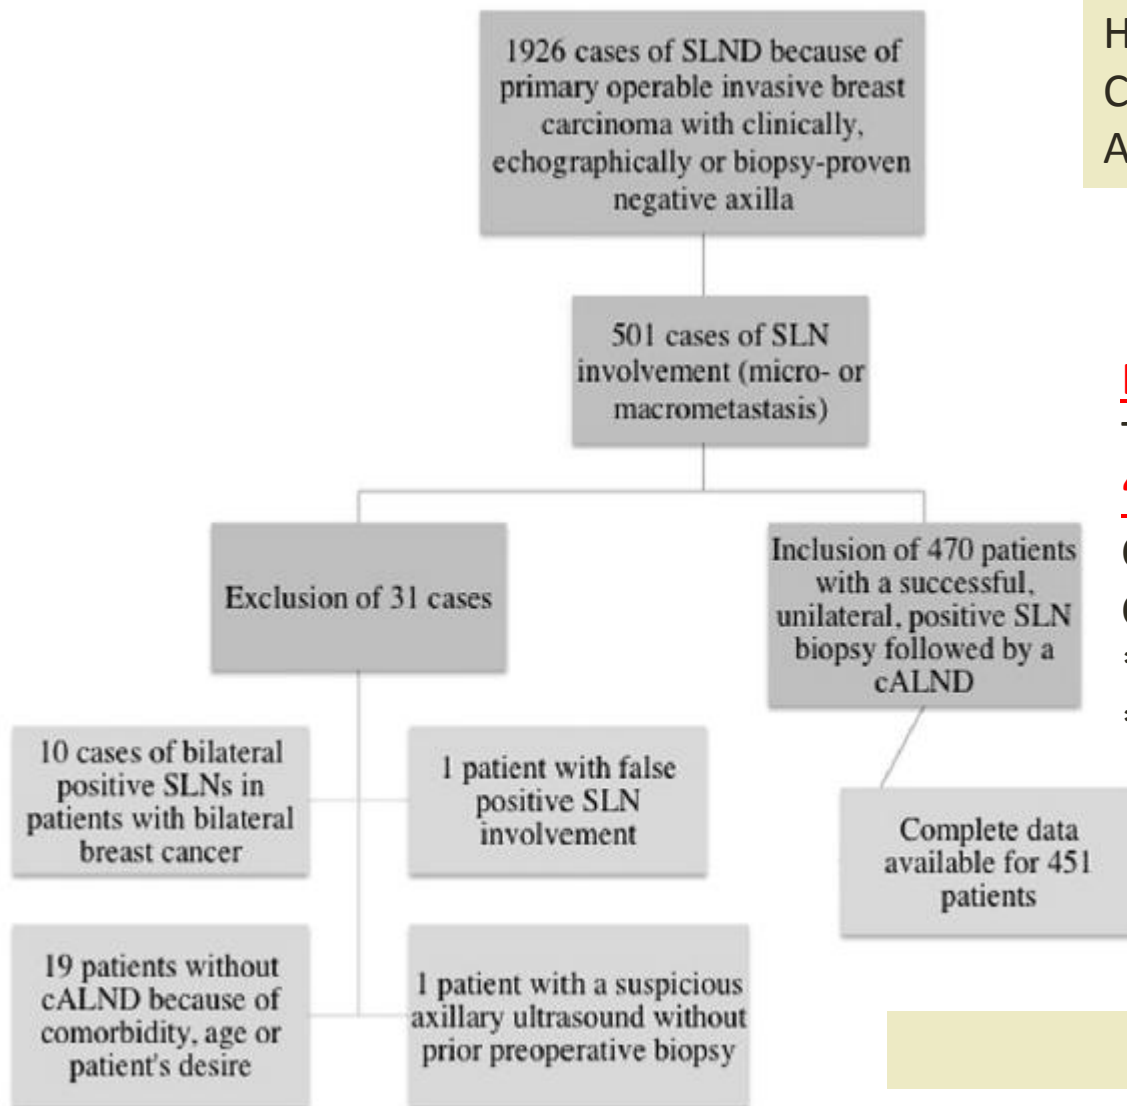 1926 cases of SLND because of
primary operable invasive breast
carcinoma with clinically,
echographically or biopsy-proven
negative axilla
H
C
A
501 cases of SLN
involvement (micro- or
macrometastasis)
Exclusion of 31 cases
Inclusion of 470 patients
with a successful,
unilateral, positive SLN
biopsy followed by a
cALND
10 cases of bilateral
positive SLNs in
patients with bilateral
breast cancer
1 patient with false
positive SLN
involvement
Complete data
available for 451
patients
19 patients without
cALND because of
comorbidity, age or
patient's desire
1 patient with a suspicious
axillary ultrasound without
prior preoperative biopsy